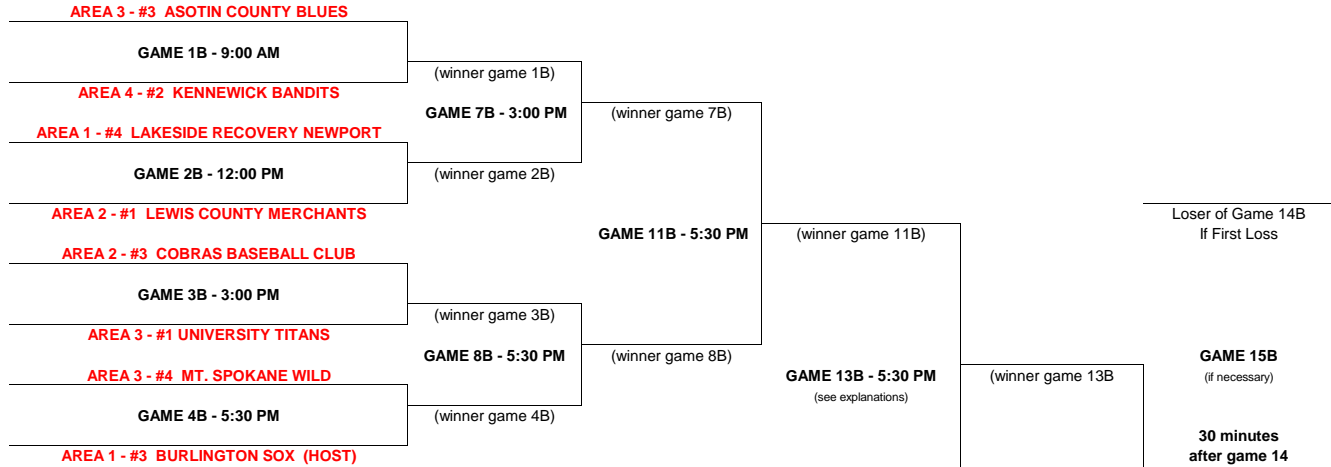 AREA 3 - #3  ASOTIN COUNTY BLUES
GAME 1B - 9:00 AM
(winner game 1B)
AREA 4 - #2  KENNEWICK BANDITS
GAME 7B - 3:00 PM
(winner game 7B)
AREA 1 - #4  LAKESIDE RECOVERY NEWPORT
GAME 2B - 12:00 PM
(winner game 2B)
AREA 2 - #1  LEWIS COUNTY MERCHANTS
Loser of Game 14B
If First Loss
GAME 11B - 5:30 PM
(winner game 11B)
AREA 2 - #3  COBRAS BASEBALL CLUB
GAME 3B - 3:00 PM
(winner game 3B)
AREA 3 - #1 UNIVERSITY TITANS
GAME 8B - 5:30 PM
(winner game 8B)
GAME 15B
(if necessary)
AREA 3 - #4  MT. SPOKANE WILD
GAME 13B - 5:30 PM
(see explanations)
(winner game 13B
GAME 4B - 5:30 PM
(winner game 4B)
30 minutes
after game 14
AREA 1 - #3  BURLINGTON SOX  (HOST)